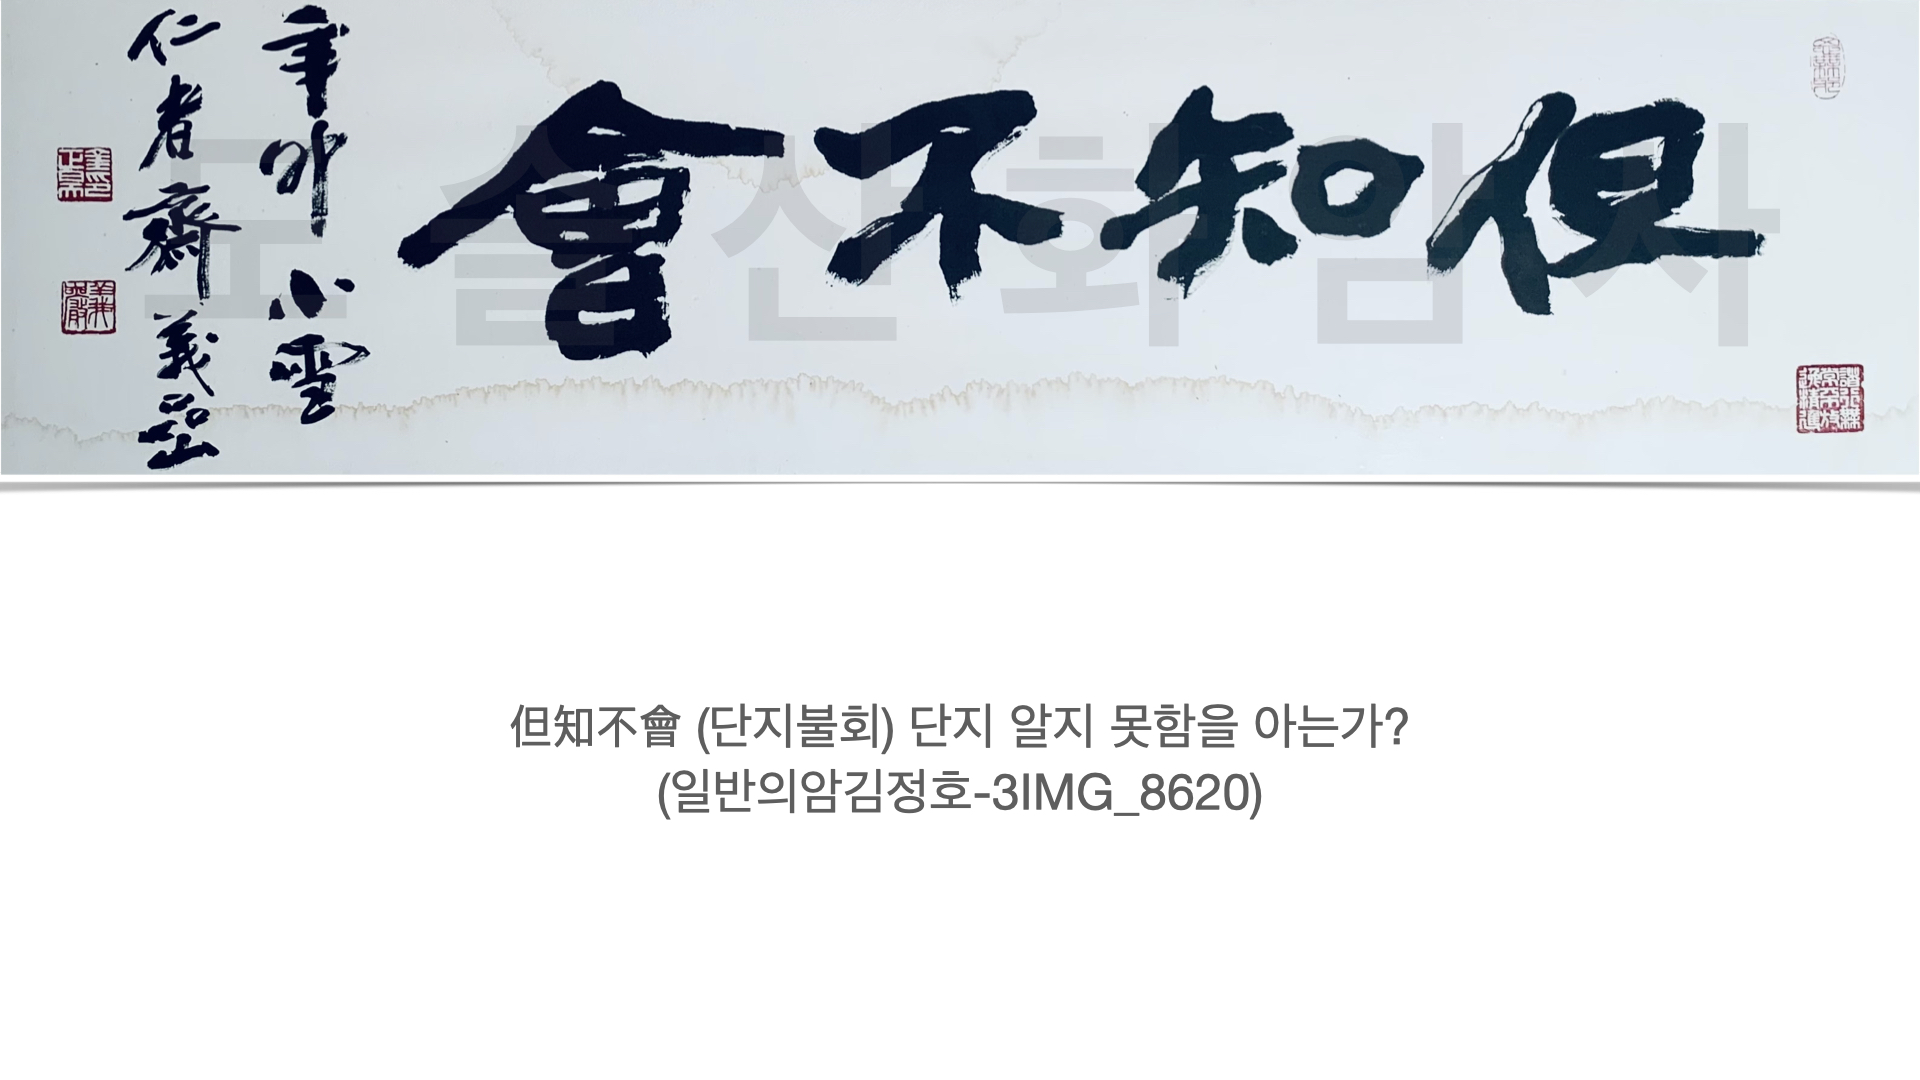 但知不會
辛卯 小雪
仁者齋 義嵒
도솔산화암사
但知不會 (단지불회) 단지 알지 못함을 아는가?
(일반의암김정호-3IMG_8620)